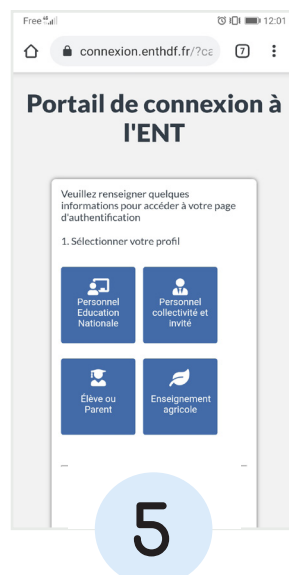 Free 4G 12:01
connexion.enthdf.fr/?ca 7
Portail de connexion à
l'ENT
Veuillez renseigner quelques
informations pour accéder à votre page
d'authentification
1. Sélectionner votre profil
Personnel
Education
Nationale
Personnel
collectivité et
invité
Élève ou
Parent
Enseignement
agricole
5